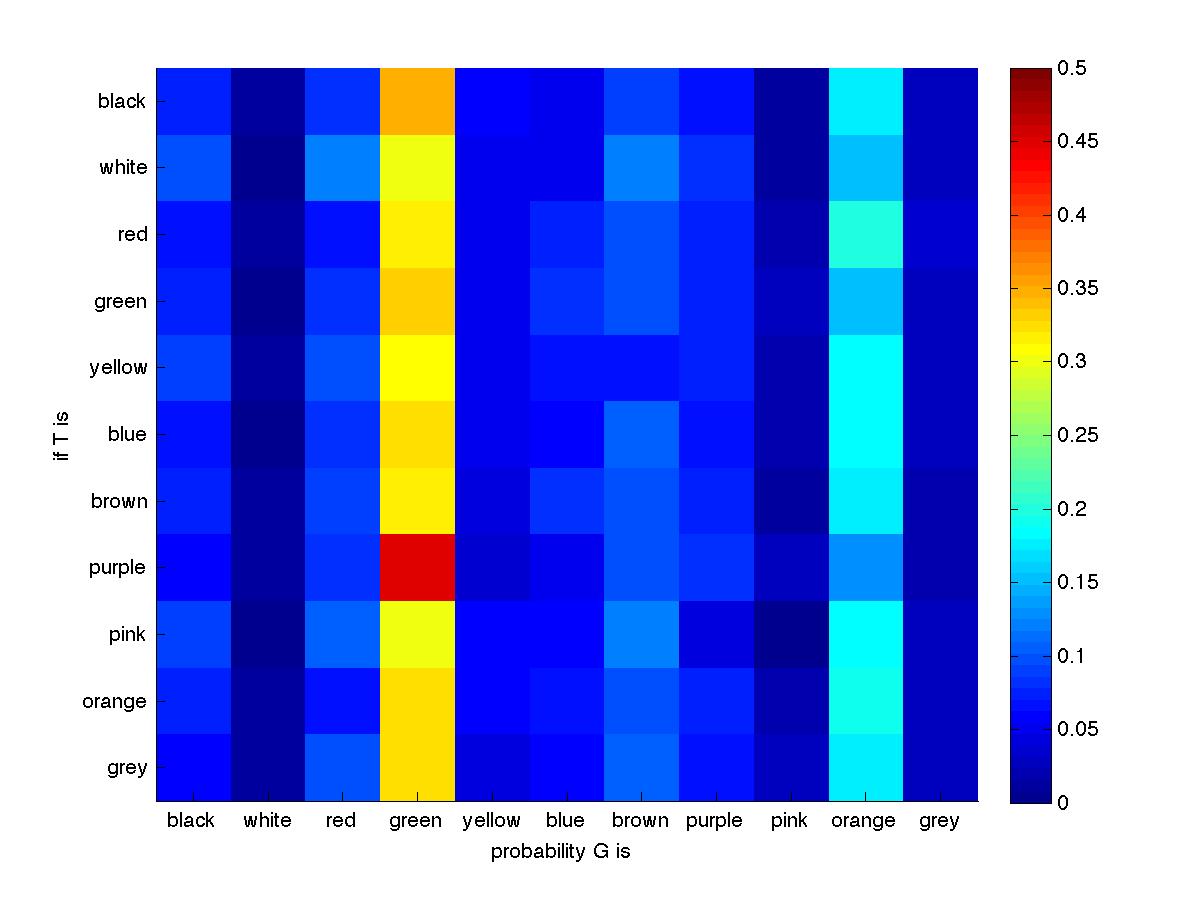 0.5
black
0.45
white
0.4
red
0.35
green
0.3
yellow
0.25
if T is
blue
0.2
brown
0.15
purple
0.1
pink
0.05
orange
grey
0
black white red green yellow blue brown purple pink orange grey
probability G is